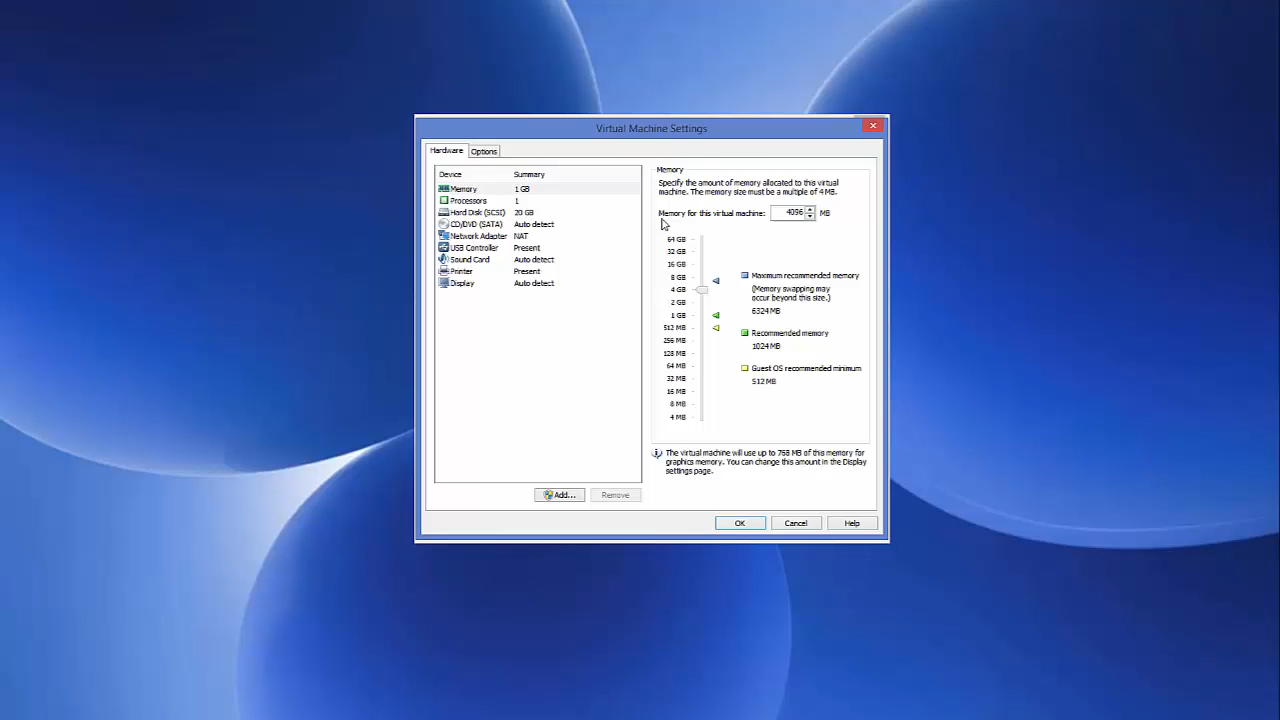 Virtual Machine Settings
Hardware Options
Device Summary
Memory 1 GB
Processors 1
Hard Disk (SCSI) 20 GB
CD/DVD (SATA) Auto detect
Network Adapter NAT
USB Controller Present
Sound Card Auto detect
Printer Present
Display Auto detect
Add... Remove
Memory
Specify the amount of memory allocated to this virtual
machine. The memory size must be a multiple of 4 MB.
Memory for this virtual machine: 4096 MB
64 GB
32 GB
16 GB
8 GB
4 GB
2 GB
1 GB
512 MB
256 MB
128 MB
64 MB
32 MB
16 MB
8 MB
4 MB
Maximum recommended memory
(Memory swapping may
occur beyond this size.)
6324 MB
Recommended memory
1024 MB
Guest OS recommended minimum
512 MB
The virtual machine will use up to 768 MB of this memory for
graphics memory. You can change this amount in the Display
settings page.
OK Cancel Help